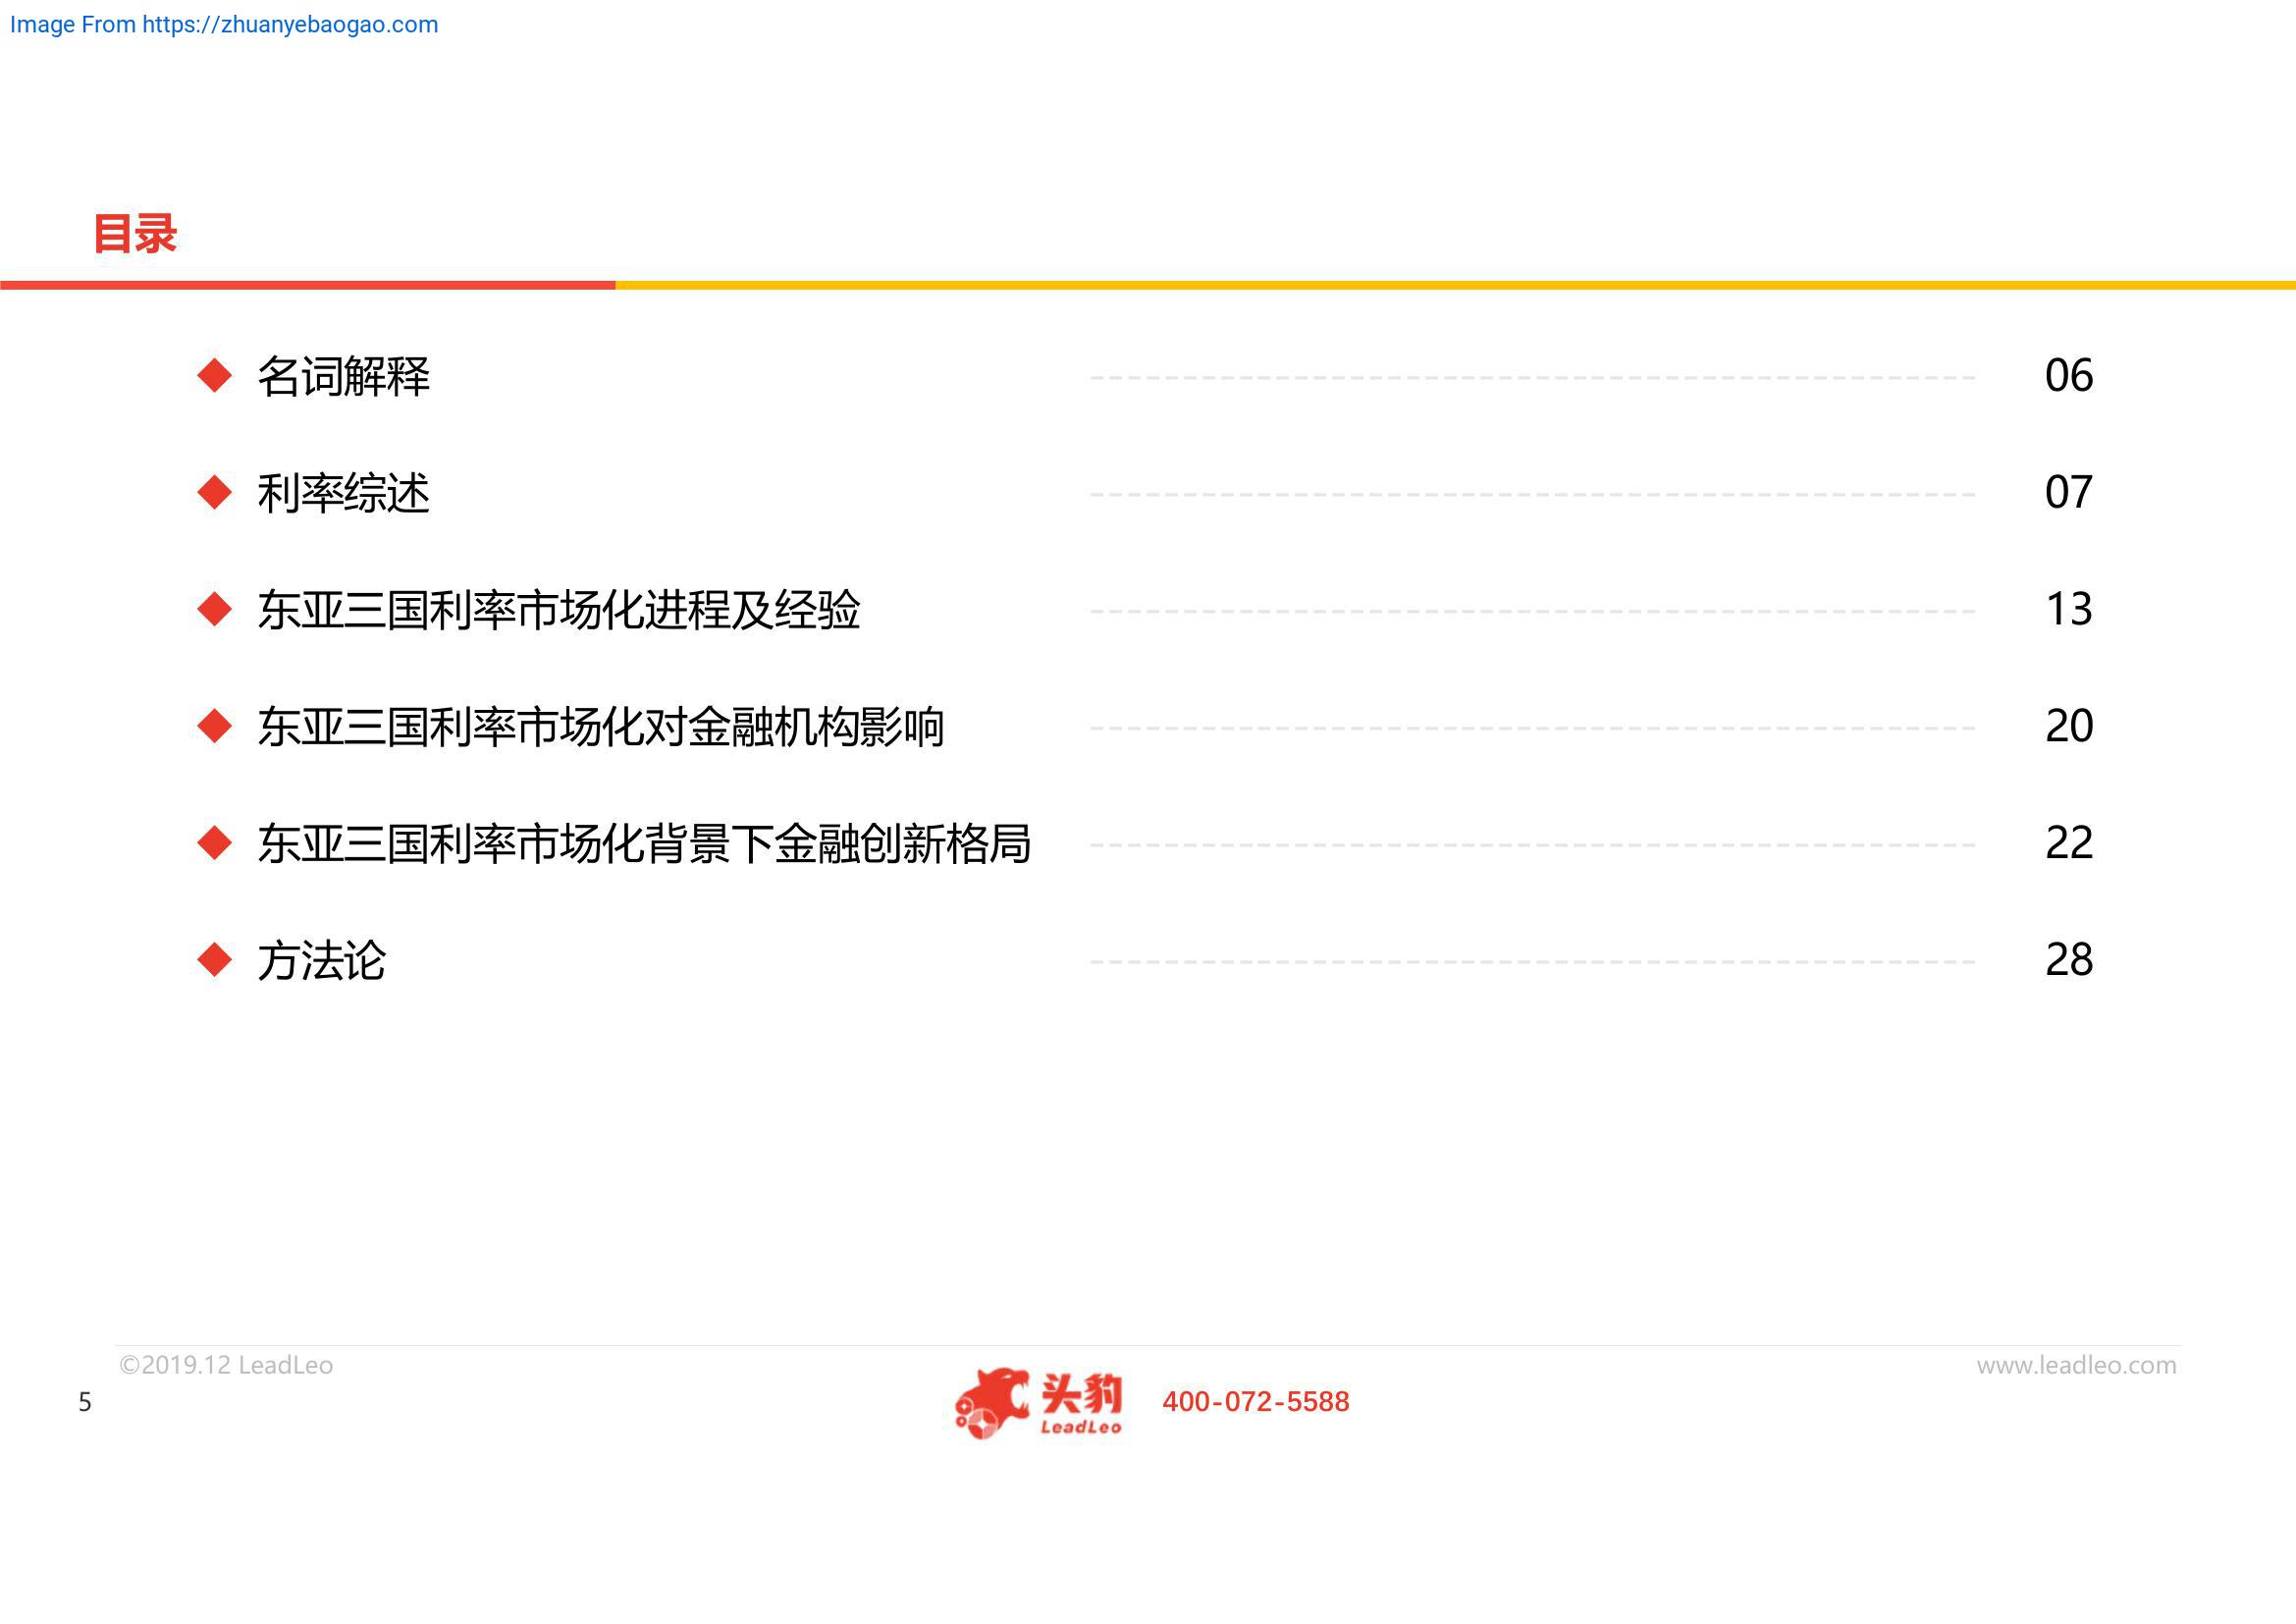 Image From https://zhuanyebaogao.com
目录
名词解释 06
利率综述 07
东亚三国利率市场化进程及经验 13
东亚三国利率市场化对金融机构影响 20
东亚三国利率市场化背景下金融创新格局 22
方法论 28
©2019.12 LeadLeo
www.leadleo.com
5
头豹
LeadLeo
400-072-5588